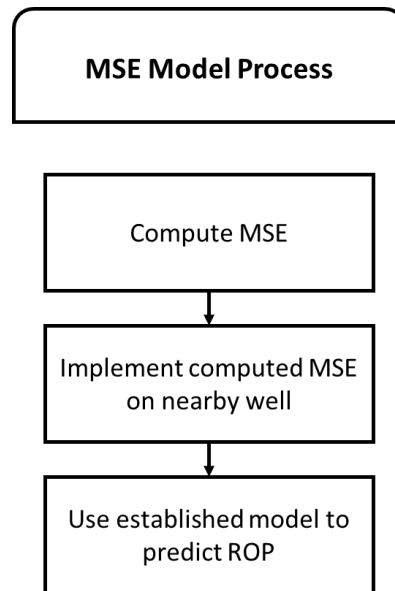 MSE Model Process
Compute MSE
Implement computed MSE
on nearby well
Use established model to
predict ROP